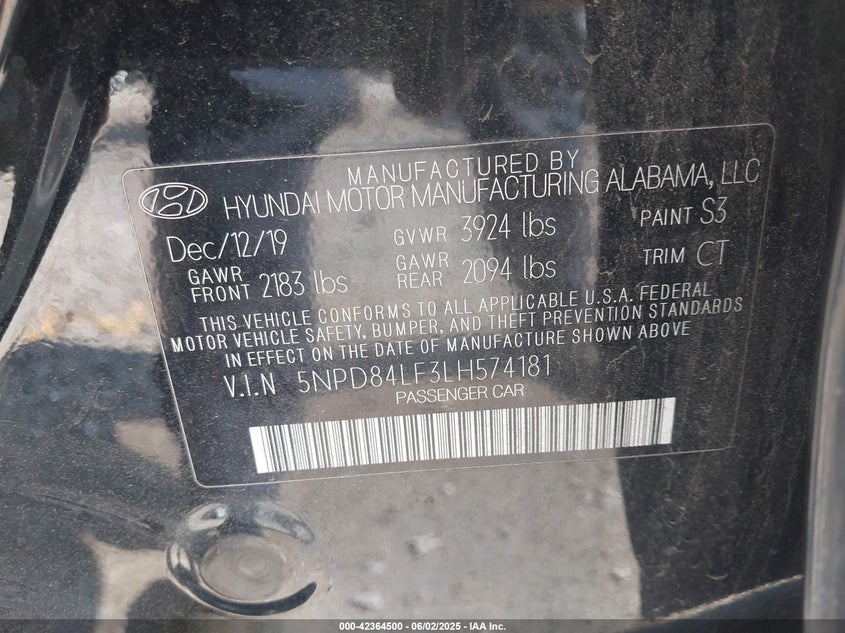 MANUFACTURED BY
HYUNDAI MOTOR MANUFACTURING ALABAMA, LLC
Dec/12/19 GVWR 3924 lbs PAINT S3
GAWR FRONT 2183 lbs GAWR REAR 2094 lbs TRIM CT
THIS VEHICLE CONFORMS TO ALL APPLICABLE U.S.A. FEDERAL
MOTOR VEHICLE SAFETY, BUMPER, AND THEFT PREVENTION STANDARDS
IN EFFECT ON THE DATE OF MANUFACTURE SHOWN ABOVE
V.I.N 5NPD84LF3LH574181
PASSENGER CAR
000-42364500 - 06/02/2025 - IAA Inc.